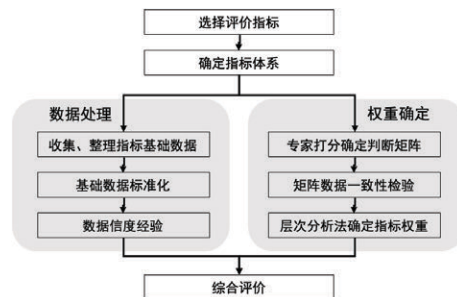 选择评价指标
确定指标体系
数据处理
收集、整理指标基础数据
基础数据标准化
数据信度经验
权重确定
专家打分确定判断矩阵
矩阵数据一致性检验
层次分析法确定指标权重
综合评价